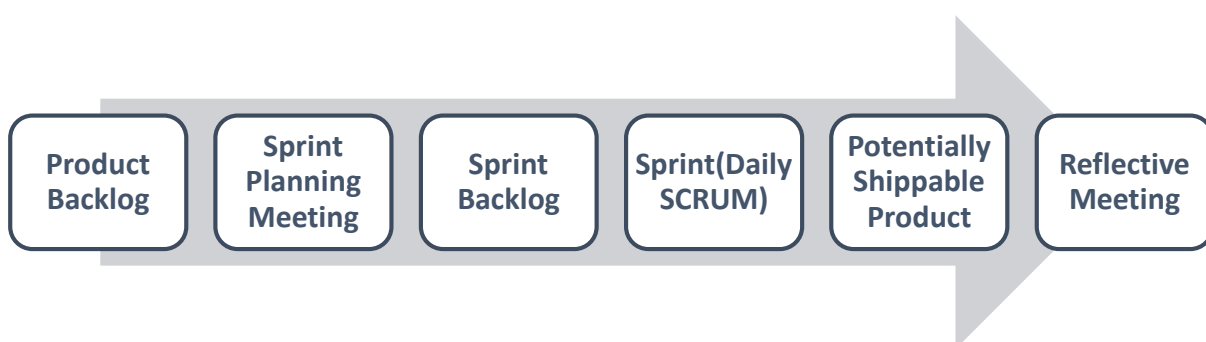 Product
Backlog
Sprint
Planning
Meeting
Sprint
Backlog
Sprint(Daily
SCRUM)
Potentially
Shippable
Product
Reflective
Meeting